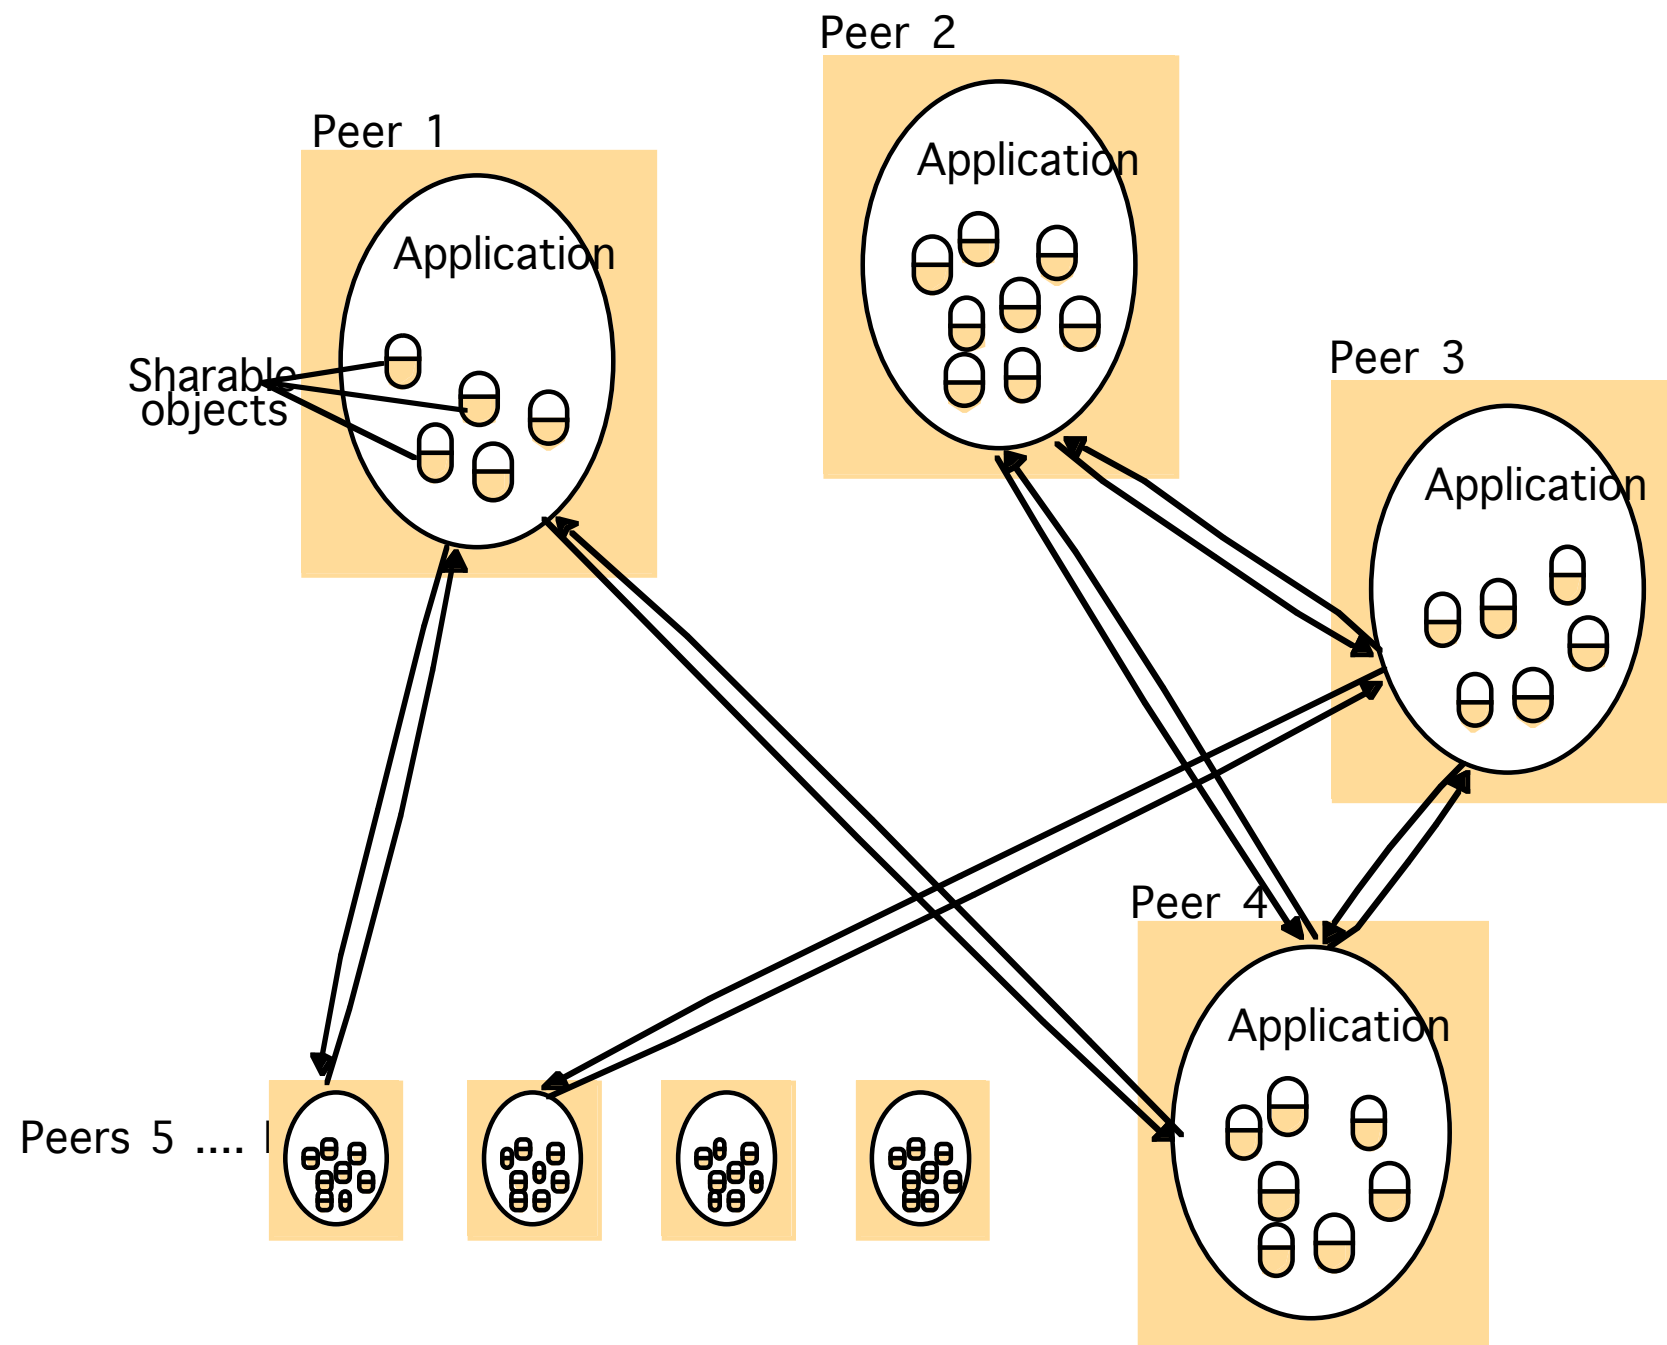 Peer 2
Peer 1
Application
Application
Peer 3
Sharable
objects
Application
Peer 4
Application
Peers 5 ....